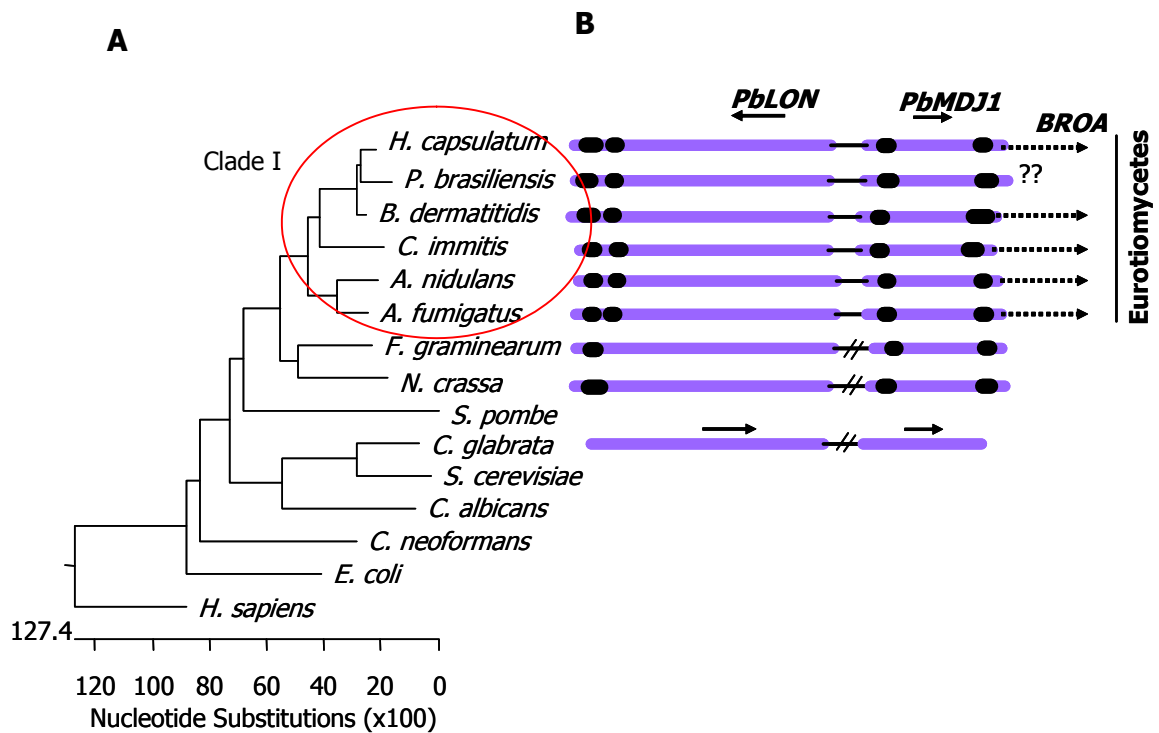 A
B
PbLON
PbMDJ1
BROA
Clade I
H. capsulatum
P. brasiliensis
??
B. dermatitidis
C. immitis
A. nidulans
A. fumigatus
Eurotiomycetes
F. graminearum
N. crassa
S. pombe
C. glabrata
S. cerevisiae
C. albicans
C. neoformans
E. coli
H. sapiens
127.4
120 100 80 60 40 20 0
Nucleotide Substitutions (x100)